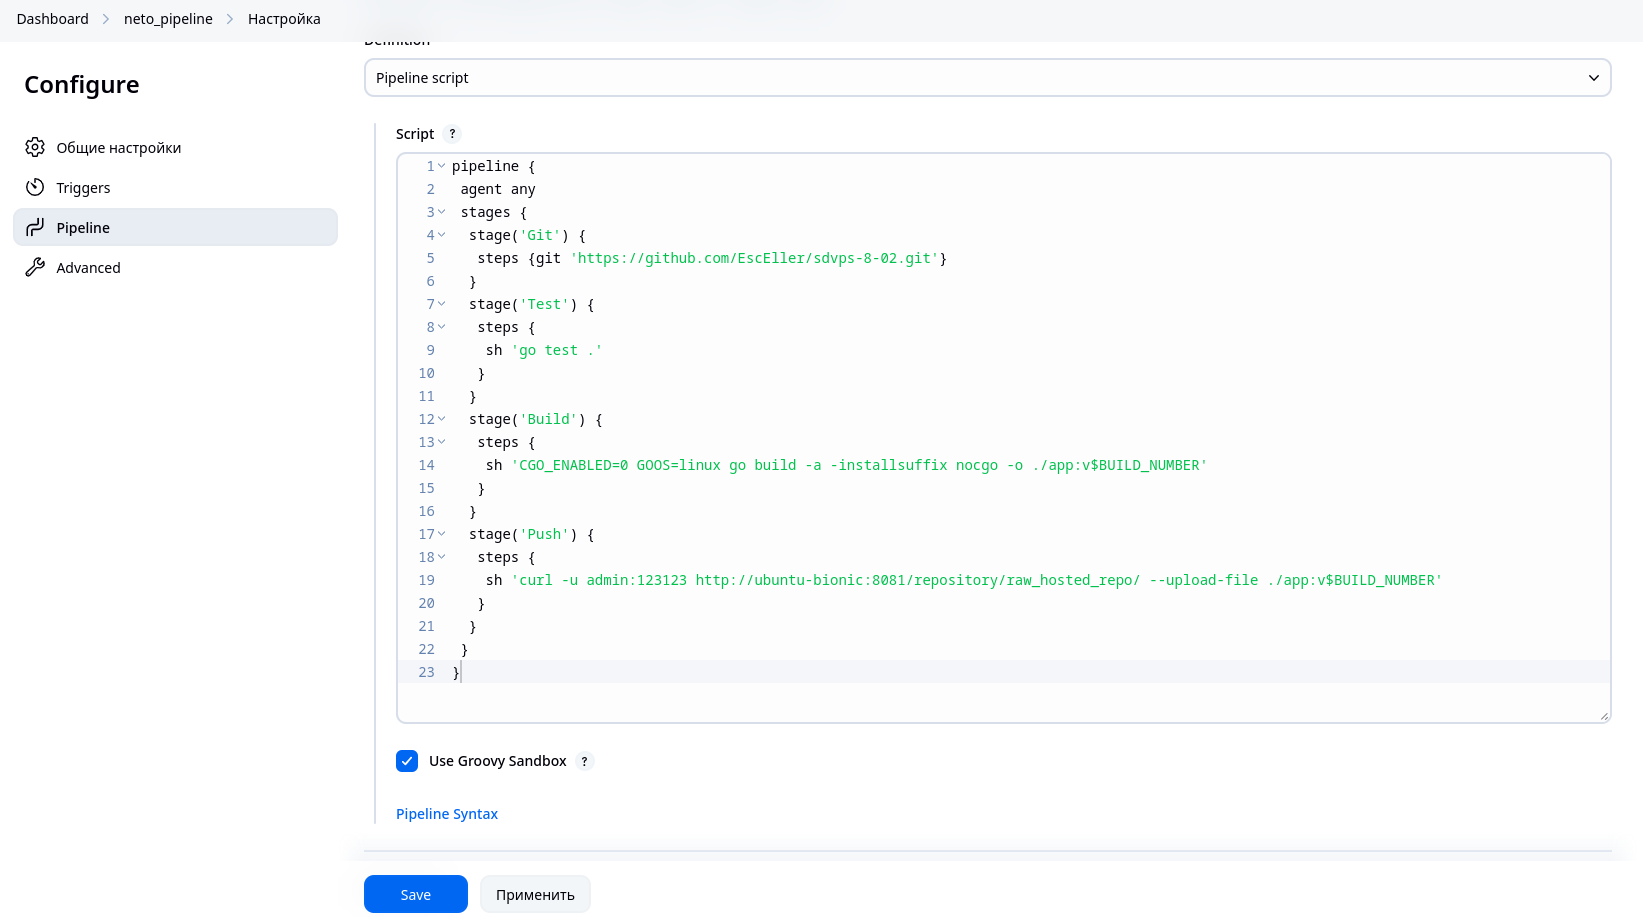 Dashboard > neto_pipeline > Настройка
Configure
Общие настройки
Triggers
Pipeline
Advanced
Definition
Pipeline script
Script ?
1 pipeline {
2  agent any
3  stages {
4   stage('Git') {
5    steps {git 'https://github.com/EscEller/sdvps-8-02.git'}
6   }
7   stage('Test') {
8    steps {
9     sh 'go test .'
10    }
11   }
12   stage('Build') {
13    steps {
14     sh 'CGO_ENABLED=0 GOOS=linux go build -a -installsuffix nocgo -o ./app:v$BUILD_NUMBER'
15    }
16   }
17   stage('Push') {
18    steps {
19     sh 'curl -u admin:123123 http://ubuntu-bionic:8081/repository/raw_hosted_repo/ --upload-file ./app:v$BUILD_NUMBER'
20    }
21   }
22  }
23 }
Use Groovy Sandbox ?
Pipeline Syntax
Save
Применить